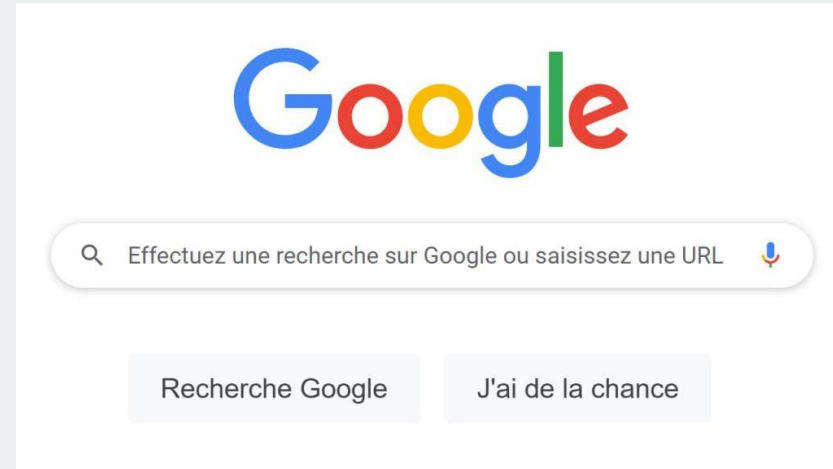 Google
Effectuez une recherche sur Google ou saisissez une URL
Recherche Google
J'ai de la chance